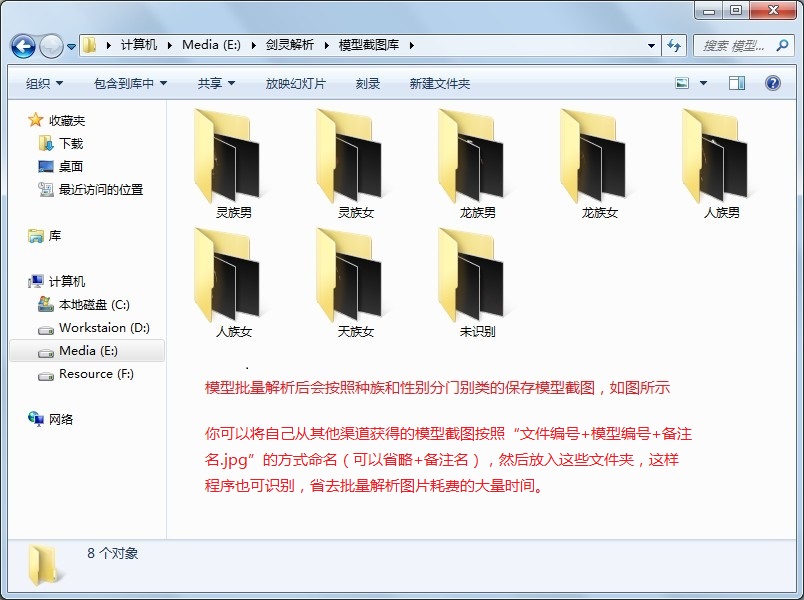 计算机 Media (E:) 剑灵解析 模型截图库
搜索 模型...
组织 包含到库中 共享 放映幻灯片 刻录 新建文件夹
收藏夹
下载
桌面
最近访问的位置
库
计算机
本地磁盘 (C:)
Workstaion (D:)
Media (E:)
Resource (F:)
网络
灵族男 灵族女 龙族男 龙族女 人族男
人族女 天族女 未识别
模型批量解析后会按照种族和性别分门别类的保存模型截图，如图所示
你可以将自己从其他渠道获得的模型截图按照“文件编号+模型编号+备注
名.jpg”的方式命名（可以省略+备注名），然后放入这些文件夹，这样
程序也可识别，省去批量解析图片耗费的大量时间。
8 个对象